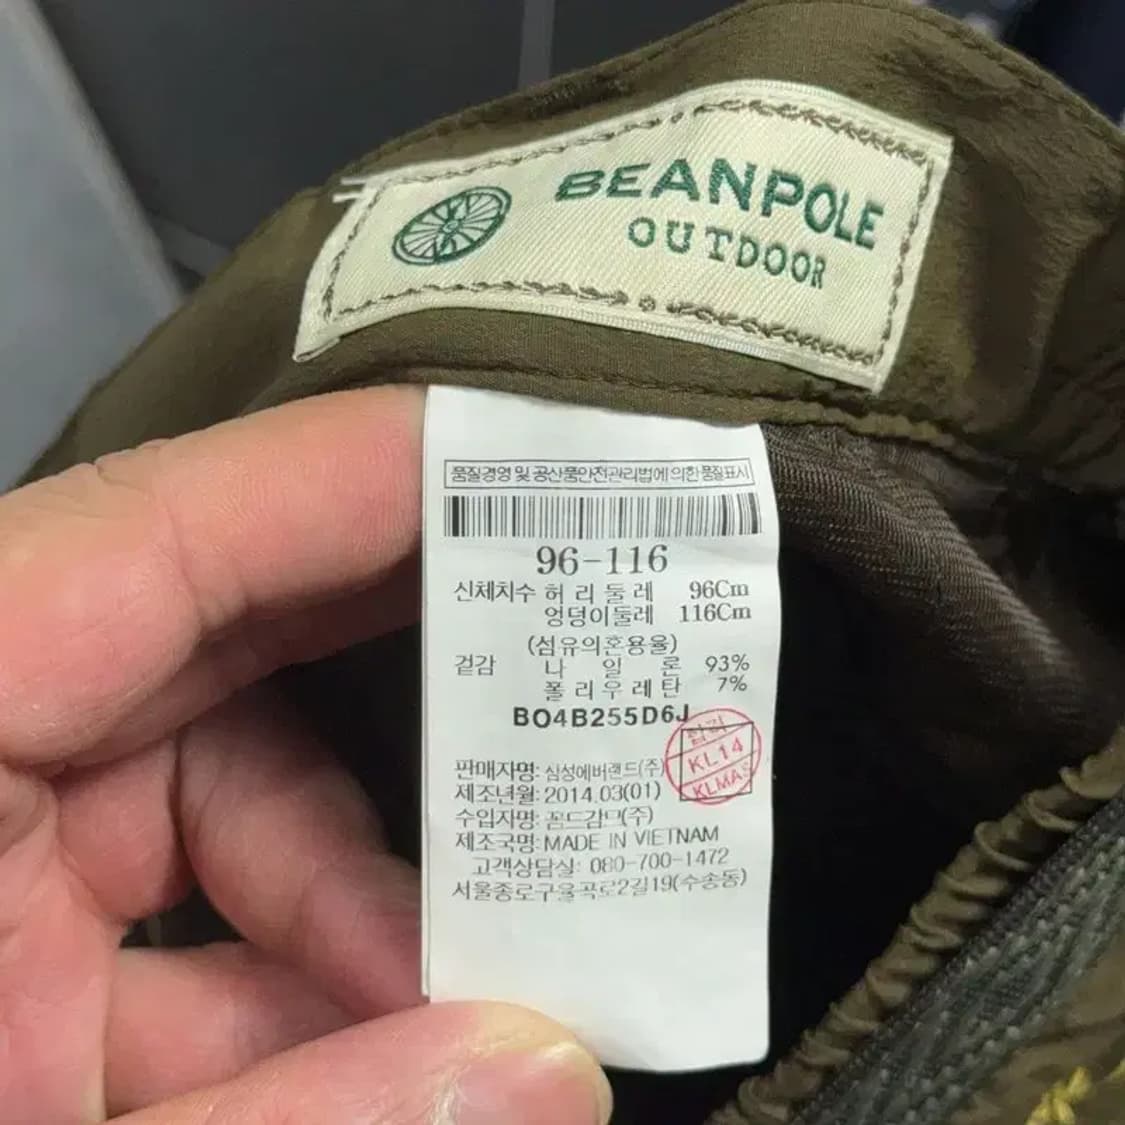 BEANPOLE
OUTDOOR
품질경영 및 공산품안전관리법에 의한 품질표시
96-116
신체치수 허 리 둘 레 96Cm
엉덩이둘레 116Cm
(섬유의혼용율)
겉감 나 일 론 93%
폴 리 우 레 탄 7%
BO4B255D6J
합격
KL14
KLMAS
판매자명: 삼성에버랜드(주)
제조년월: 2014.03(01)
수입자명: 꼼드감므(주)
제조국명: MADE IN VIETNAM
고객상담실: 080-700-1472
서울종로구율곡로2길19(수송동)